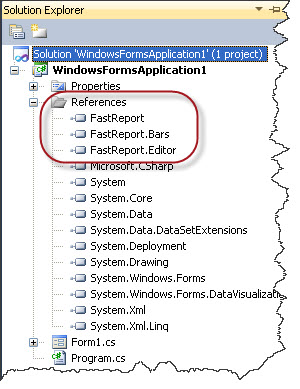 Solution Explorer
Solution 'WindowsFormsApplication1' (1 project)
WindowsFormsApplication1
Properties
References
FastReport
FastReport.Bars
FastReport.Editor
Microsoft.CSharp
System
System.Core
System.Data
System.Data.DataSetExtensions
System.Deployment
System.Drawing
System.Windows.Forms
System.Windows.Forms.DataVisualizati
System.Xml
System.Xml.Linq
Form1.cs
Program.cs